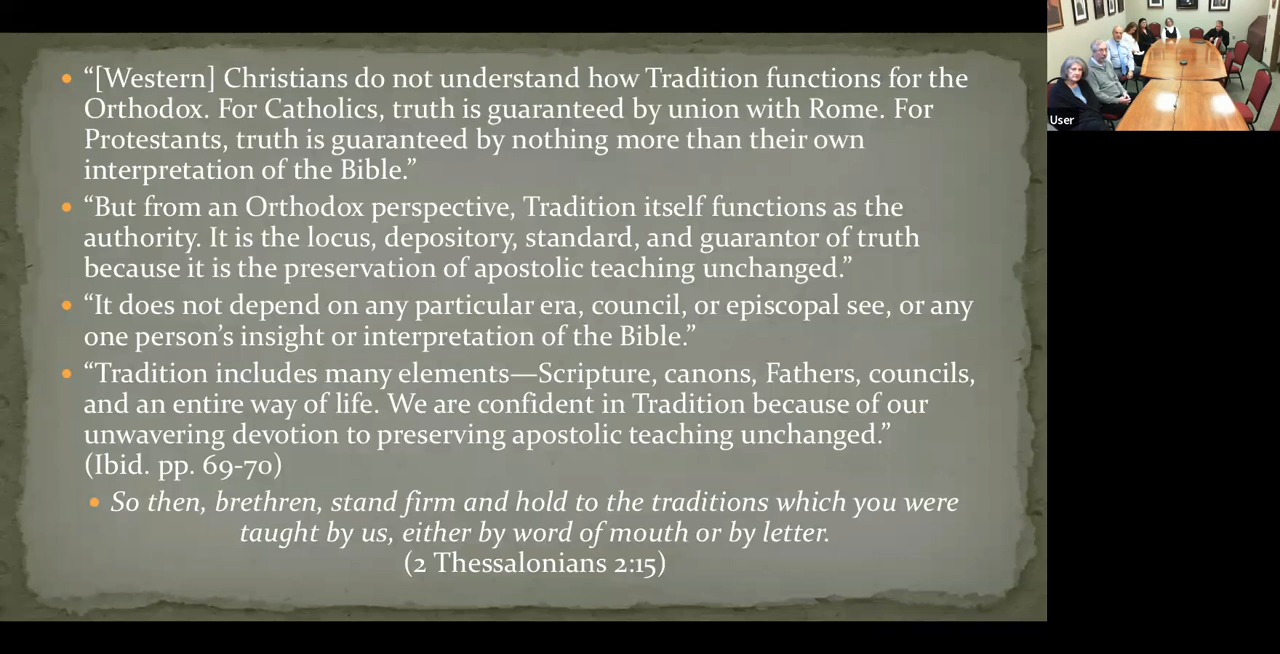 “[Western] Christians do not understand how Tradition functions for the
Orthodox. For Catholics, truth is guaranteed by union with Rome. For
Protestants, truth is guaranteed by nothing more than their own
interpretation of the Bible.”
“But from an Orthodox perspective, Tradition itself functions as the
authority. It is the locus, depository, standard, and guarantor of truth
because it is the preservation of apostolic teaching unchanged.”
“It does not depend on any particular era, council, or episcopal see, or any
one person’s insight or interpretation of the Bible.”
“Tradition includes many elements—Scripture, canons, Fathers, councils,
and an entire way of life. We are confident in Tradition because of our
unwavering devotion to preserving apostolic teaching unchanged.”
(Ibid. pp. 69-70)
So then, brethren, stand firm and hold to the traditions which you were
taught by us, either by word of mouth or by letter.
(2 Thessalonians 2:15)
User